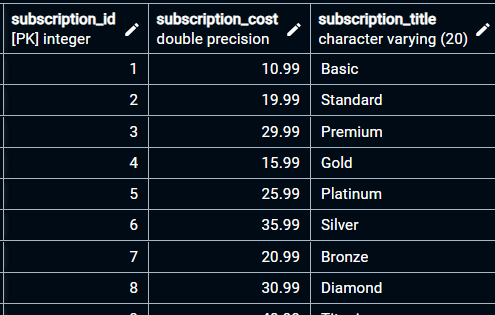 subscription_id subscription_cost subscription_title
[PK] integer double precision character varying (20)
1 10.99 Basic
2 19.99 Standard
3 29.99 Premium
4 15.99 Gold
5 25.99 Platinum
6 35.99 Silver
7 20.99 Bronze
8 30.99 Diamond